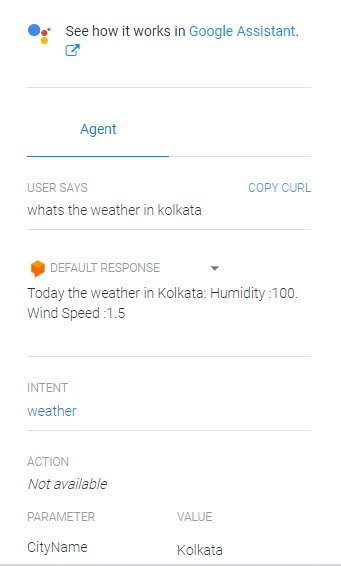 See how it works in Google Assistant.
Agent
USER SAYS COPY CURL
whats the weather in kolkata
DEFAULT RESPONSE
Today the weather in Kolkata: Humidity :100.
Wind Speed :1.5
INTENT
weather
ACTION
Not available
PARAMETER VALUE
CityName Kolkata